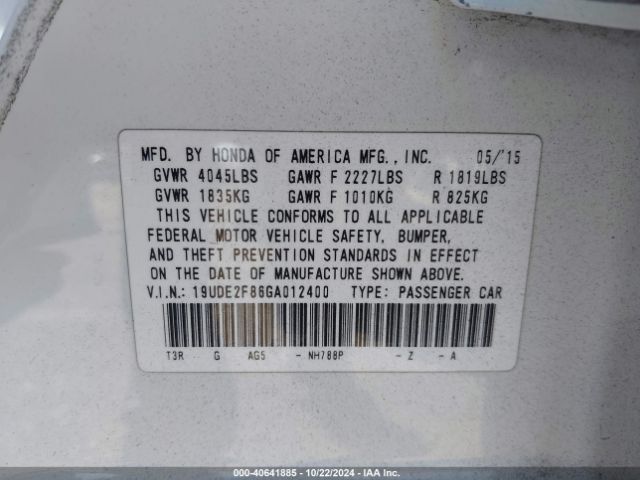 MFD. BY HONDA OF AMERICA MFG., INC. 05/'15
GVWR 4045LBS GAWR F 2227LBS R 1819LBS
GVWR 1835KG GAWR F 1010KG R 825KG
THIS VEHICLE CONFORMS TO ALL APPLICABLE
FEDERAL MOTOR VEHICLE SAFETY, BUMPER,
AND THEFT PREVENTION STANDARDS IN EFFECT
ON THE DATE OF MANUFACTURE SHOWN ABOVE.
V.I.N.: 19UDE2F86GA012400 TYPE: PASSENGER CAR
T3R G AG5 - NH788P - Z - A
000-40641885 - 10/22/2024 - IAAI.COM